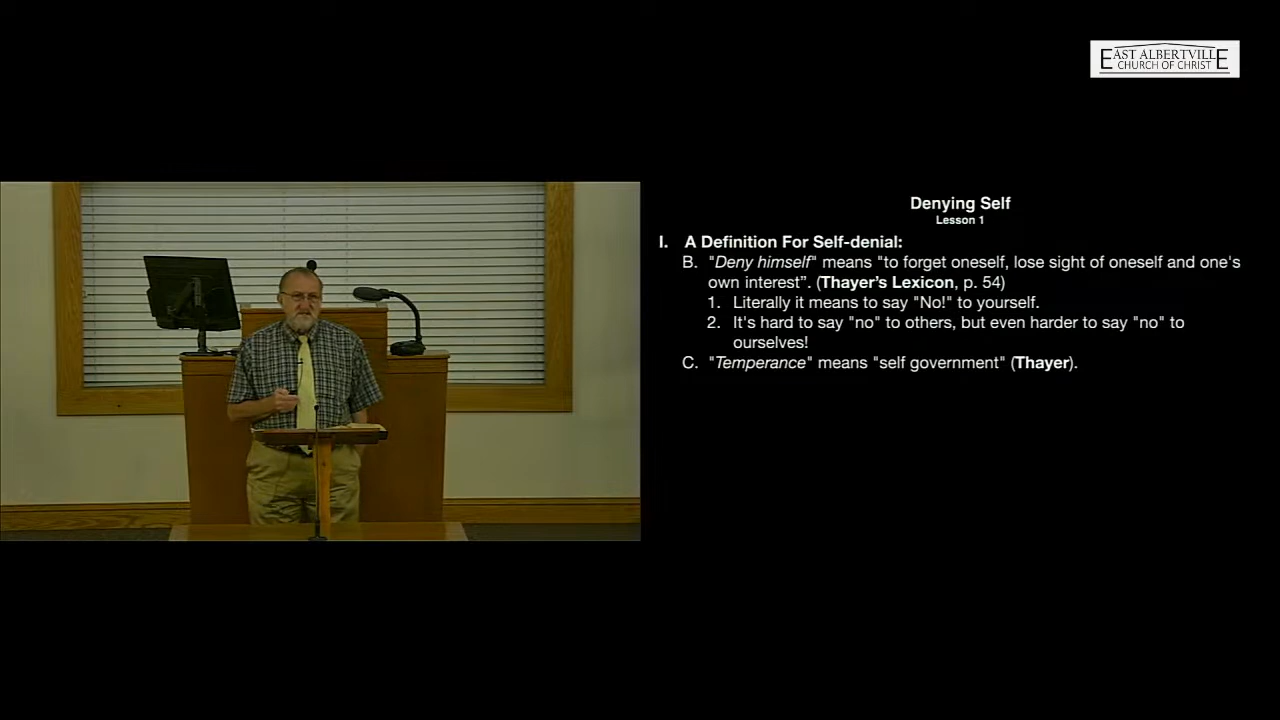 EAST ALBERTVILLE
CHURCH OF CHRIST
Denying Self
Lesson 1
I. A Definition For Self-denial:
B. "Deny himself" means "to forget oneself, lose sight of oneself and one's
own interest”. (Thayer’s Lexicon, p. 54)
1. Literally it means to say "No!" to yourself.
2. It's hard to say "no" to others, but even harder to say "no" to
ourselves!
C. "Temperance" means "self government" (Thayer).